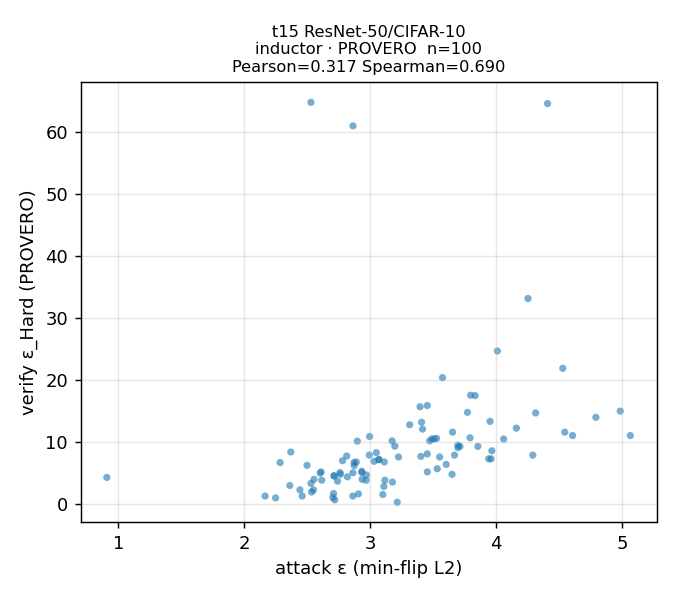 t15 ResNet-50/CIFAR-10
inductor · PROVERO  n=100
Pearson=0.317 Spearman=0.690
verify ε_Hard (PROVERO)
60
50
40
30
20
10
0
1
2
3
4
5
attack ε (min-flip L2)